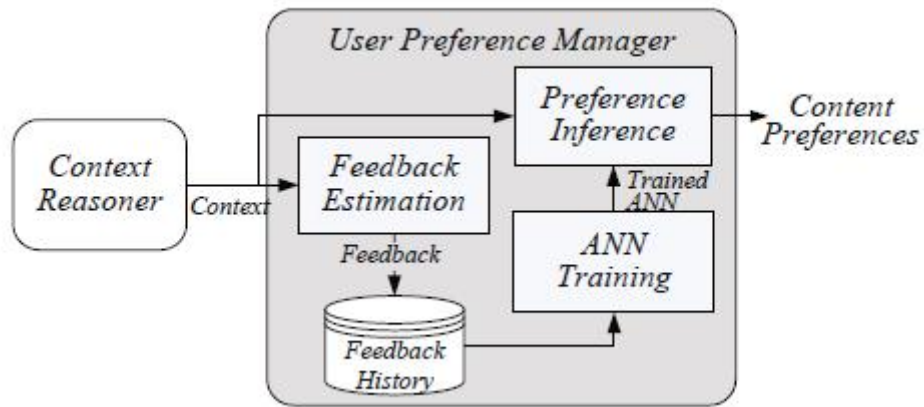 User Preference Manager
Preference
Inference
Content
Preferences
Context
Reasoner
Context
Feedback
Estimation
Trained
ANN
Feedback
ANN
Training
Feedback
History